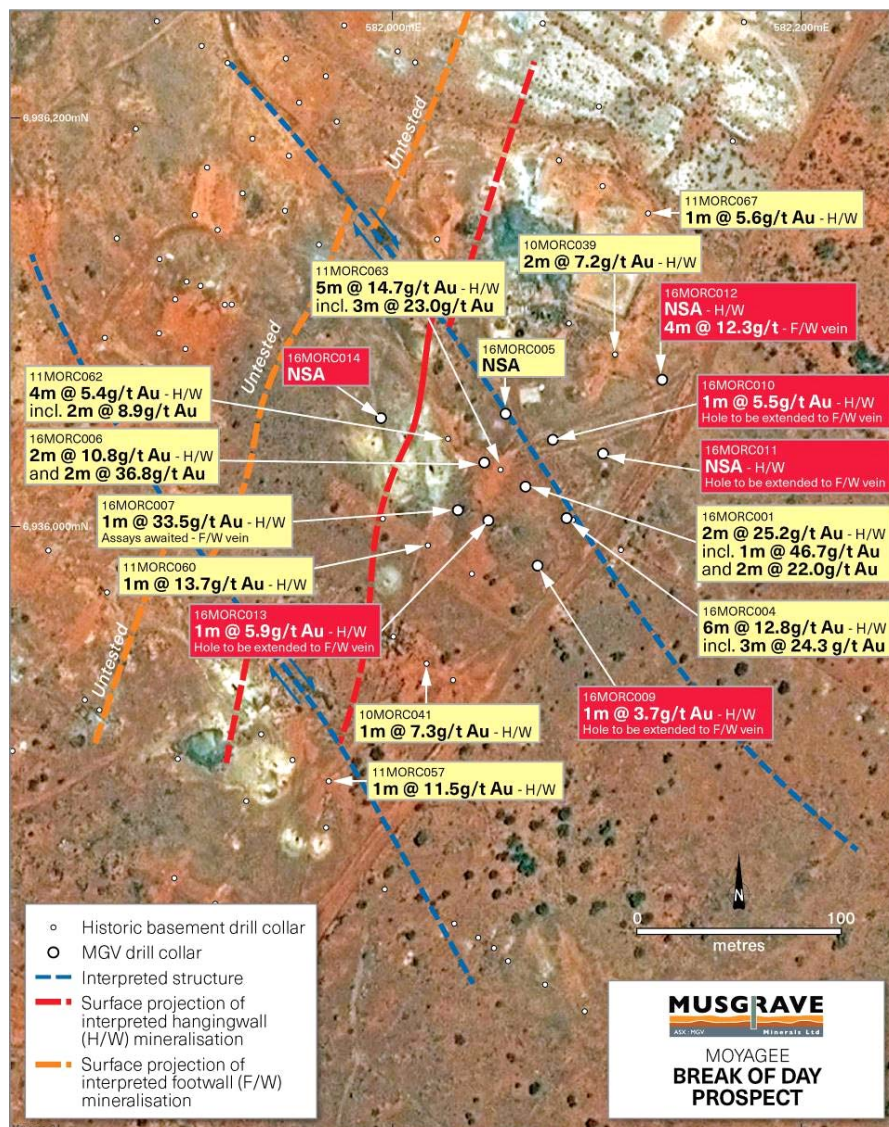 582,000mE
582,200mE
6,936,200mN
Untested
11MORC067
1m @ 5.6g/t Au - H/W
10MORC039
2m @ 7.2g/t Au - H/W
11MORC063
5m @ 14.7g/t Au - H/W
incl. 3m @ 23.0g/t Au
16MORC012
NSA - H/W
4m @ 12.3g/t - F/W vein
Untested
16MORC014
NSA
16MORC005
NSA
11MORC062
4m @ 5.4g/t Au - H/W
incl. 2m @ 8.9g/t Au
16MORC010
1m @ 5.5g/t Au - H/W
Hole to be extended to F/W vein
16MORC006
2m @ 10.8g/t Au - H/W
and 2m @ 36.8g/t Au
16MORC011
NSA - H/W
Hole to be extended to F/W vein
16MORC007
1m @ 33.5g/t Au - H/W
Assays awaited - F/W vein
6,936,000mN
16MORC001
2m @ 25.2g/t Au - H/W
incl. 1m @ 46.7g/t Au
and 2m @ 22.0g/t Au
11MORC060
1m @ 13.7g/t Au - H/W
16MORC013
1m @ 5.9g/t Au - H/W
Hole to be extended to F/W vein
16MORC004
6m @ 12.8g/t Au - H/W
incl. 3m @ 24.3 g/t Au
Untested
10MORC041
1m @ 7.3g/t Au - H/W
16MORC009
1m @ 3.7g/t Au - H/W
Hole to be extended to F/W vein
11MORC057
1m @ 11.5g/t Au - H/W
N
0
100
metres
Historic basement drill collar
MGV drill collar
Interpreted structure
Surface projection of
interpreted hangingwall
(H/W) mineralisation
Surface projection of
interpreted footwall (F/W)
mineralisation
MUSGRAVE
ASX : MGV
Minerals Ltd
MOYAGEE
BREAK OF DAY
PROSPECT